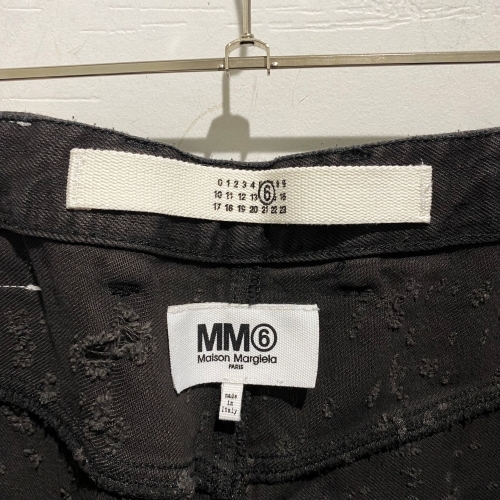 0 1 2 3 4 ⑥ 8 9
10 11 12 13 15 16
17 18 19 20 21 22 23
MM⑥
Maison Margiela
PARIS
made
in
Italy